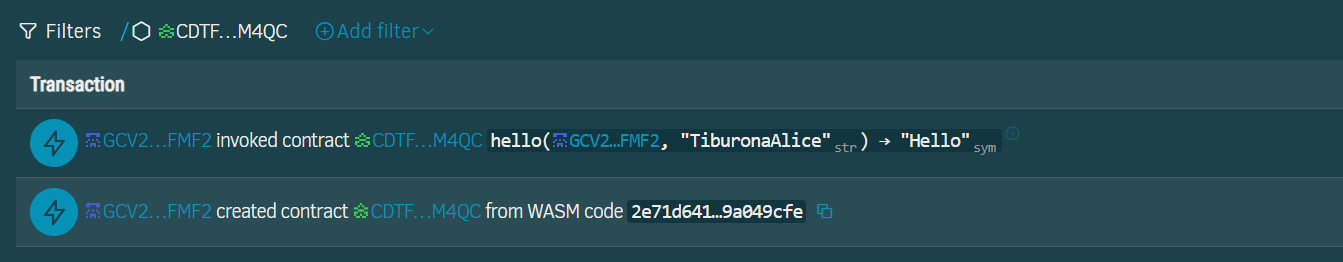 Filters / CDTF…M4QC Add filter
Transaction
GCV2…FMF2 invoked contract CDTF…M4QC hello(GCV2…FMF2, "TiburonaAlice"str) → "Hello"sym
GCV2…FMF2 created contract CDTF…M4QC from WASM code 2e71d641…9a049cfe